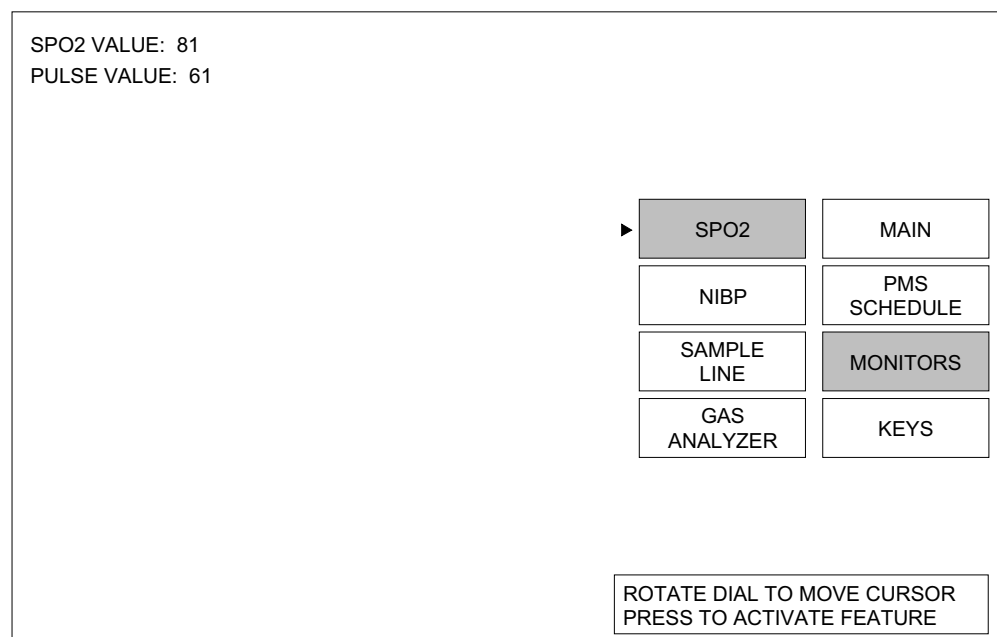 SPO2 VALUE: 81
PULSE VALUE: 61
SPO2
MAIN
NIBP
PMS
SCHEDULE
SAMPLE
LINE
MONITORS
GAS
ANALYZER
KEYS
ROTATE DIAL TO MOVE CURSOR
PRESS TO ACTIVATE FEATURE